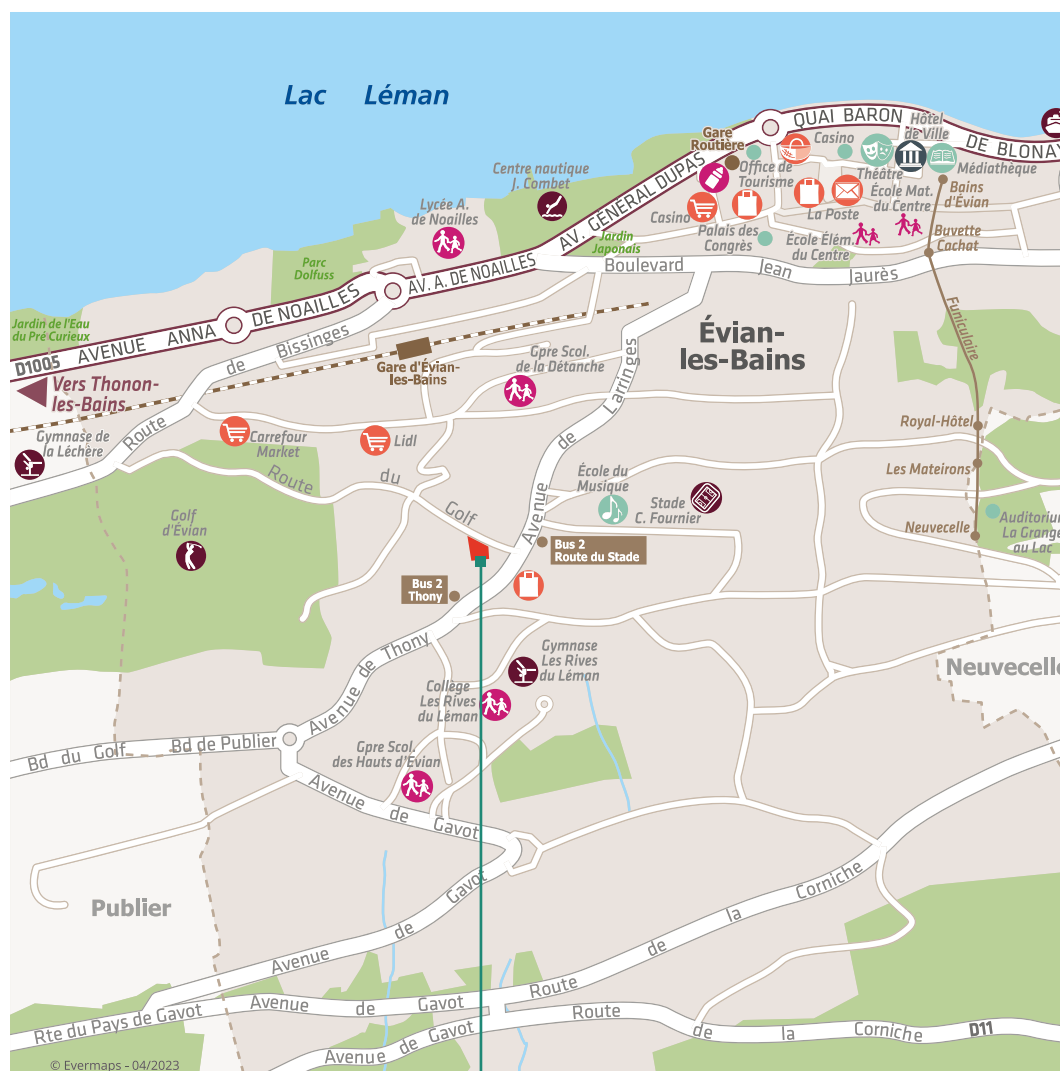 Lac Léman
QUAI BARON
DE BLONAY
Hôtel
de Ville
Casino
Gare
Routière
Office de
Tourisme
Théâtre
Médiathèque
Centre nautique
J. Combet
École Mat.
du Centre
Bains
d'Évian
Lycée A.
de Noailles
AV. GÉNÉRAL DUPAS
Casino
La Poste
Palais des
Congrès
École Élém.
du Centre
Buvette
Cachat
Jardin
Japonais
Parc
Dolfuss
AV. A. DE NOAILLES
Boulevard Jean Jaurès
Jardin de l'Eau
du Pré Curieux
D1005 AVENUE ANNA DE NOAILLES
Funiculaire
Route de Bissinges
Évian-
les-Bains
Gare d'Évian-
les-Bains
Gpre Scol.
de la Détanche
Vers Thonon-
les-Bains
Avenue de Larringes
Gymnase de
la Léchère
Carrefour
Market
Lidl
Royal-Hôtel
Les Mateirons
Route du Golf
École du
Musique
Stade
C. Fournier
Golf
d'Évian
Neuvecelle
Auditorium
La Grange
au Lac
Bus 2
Route du Stade
Bus 2
Thony
Avenue de Thony
Gymnase
Les Rives
du Léman
Neuvecelle
Collège
Les Rives
du Léman
Bd du Golf
Bd de Publier
Gpre Scol.
des Hauts d'Evian
Avenue de Gavot
Publier
Avenue de Gavot
Route de la Corniche
Rte du Pays de Gavot
Avenue de Gavot
Avenue de Gavot
Route de la Corniche
D11
© Evermaps - 04/2023